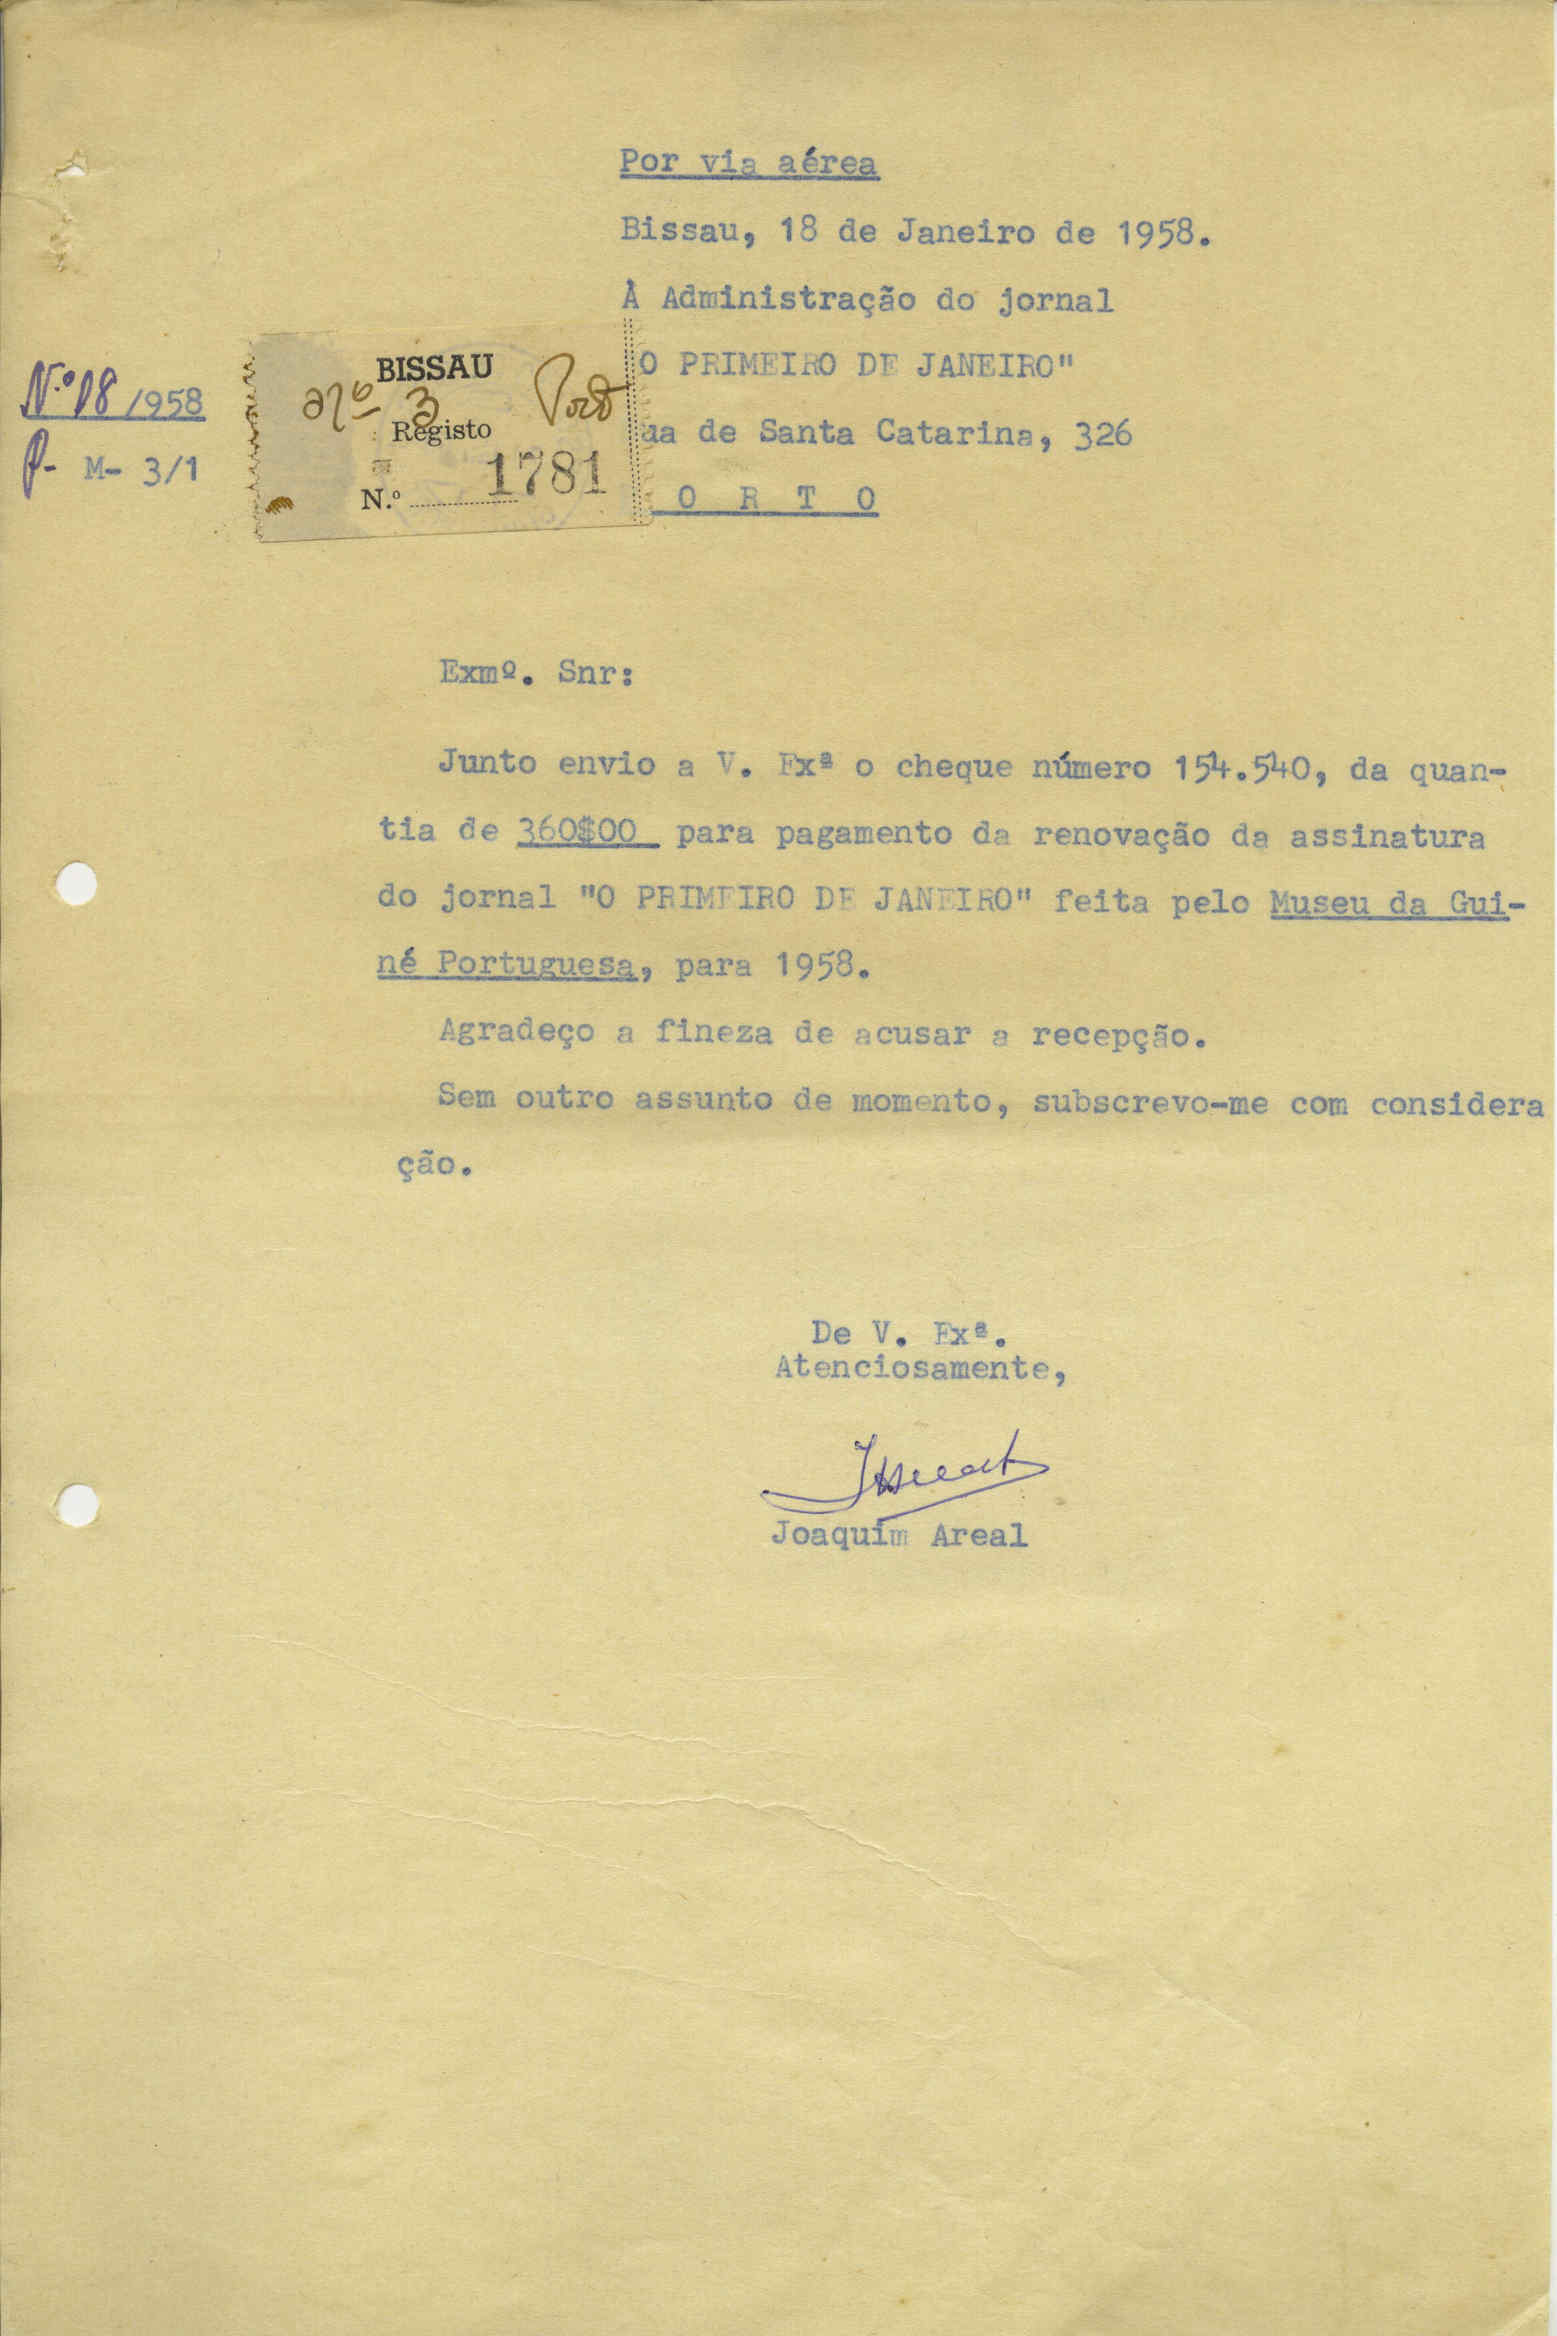 Por via aérea
Bissau, 18 de Janeiro de 1958.
À Administração do jornal
O PRIMEIRO DE JANEIRO"
ua de Santa Catarina, 326
O R T O
N.º 18 /958
P- M- 3/1
BISSAU
nº 3
Registo
N.º 1781
Exmº. Snr:
Junto envio a V. Exª o cheque número 154.540, da quan-
tia de 360$00 para pagamento da renovação da assinatura
do jornal "O PRIMEIRO DE JANEIRO" feita pelo Museu da Gui-
né Portuguesa, para 1958.
Agradeço a fineza de acusar a recepção.
Sem outro assunto de momento, subscrevo-me com considera
ção.
De V. Exª.
Atenciosamente,
Joaquim Areal